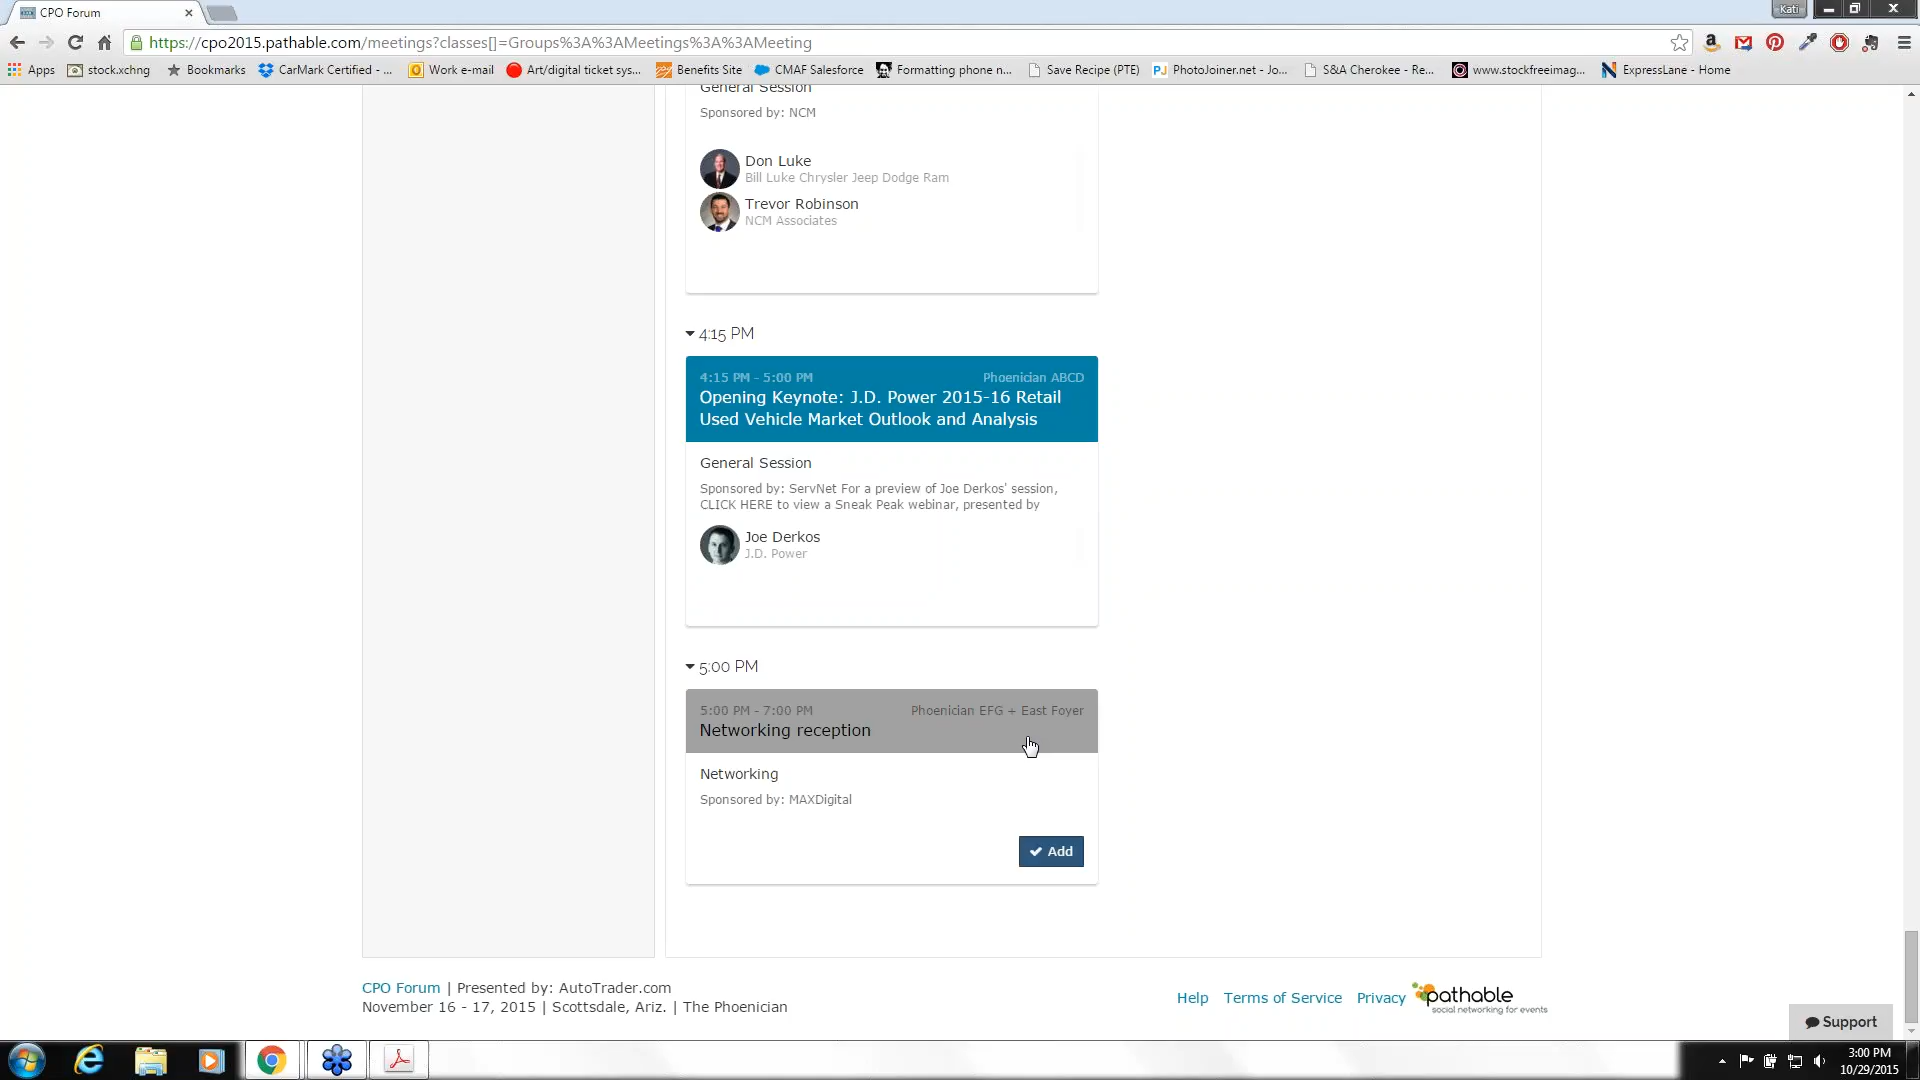 CPO Forum
Kati
https://cpo2015.pathable.com/meetings?classes[]=Groups%3A%3AMeetings%3A%3AMeeting
Apps stock.xchng Bookmarks CarMark Certified - ... Work e-mail Art/digital ticket sys... Benefits Site CMAF Salesforce Formatting phone n... Save Recipe (PTE) PhotoJoiner.net - Jo... S&A Cherokee - Re... www.stockfreeimag... ExpressLane - Home
General Session
Sponsored by: NCM
Don Luke
Bill Luke Chrysler Jeep Dodge Ram
Trevor Robinson
NCM Associates
4:15 PM
4:15 PM - 5:00 PM Phoenician ABCD
Opening Keynote: J.D. Power 2015-16 Retail
Used Vehicle Market Outlook and Analysis
General Session
Sponsored by: ServNet For a preview of Joe Derkos' session,
CLICK HERE to view a Sneak Peak webinar, presented by
Joe Derkos
J.D. Power
5:00 PM
5:00 PM - 7:00 PM Phoenician EFG + East Foyer
Networking reception
Networking
Sponsored by: MAXDigital
Add
CPO Forum | Presented by: AutoTrader.com
November 16 - 17, 2015 | Scottsdale, Ariz. | The Phoenician
Help Terms of Service Privacy pathable
social networking for events
Support
3:00 PM
10/29/2015